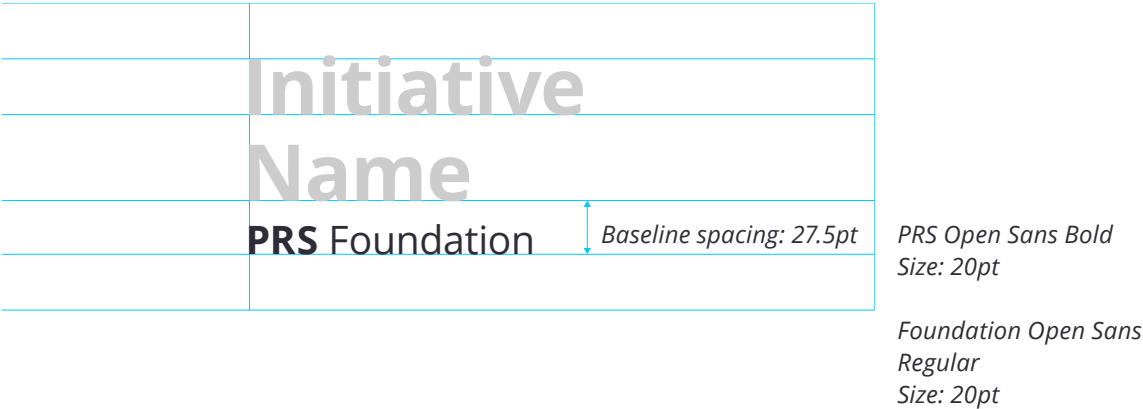 Initiative
Name
PRS Foundation
Baseline spacing: 27.5pt
PRS Open Sans Bold
Size: 20pt
Foundation Open Sans
Regular
Size: 20pt